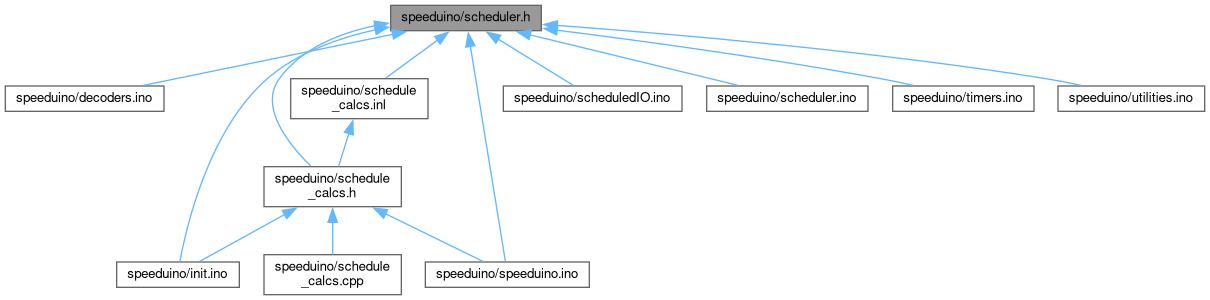 speeduino/scheduler.h
speeduino/decoders.ino
speeduino/schedule
_calcs.inl
speeduino/scheduledIO.ino
speeduino/scheduler.ino
speeduino/timers.ino
speeduino/utilities.ino
speeduino/schedule
_calcs.h
speeduino/init.ino
speeduino/schedule
_calcs.cpp
speeduino/speeduino.ino